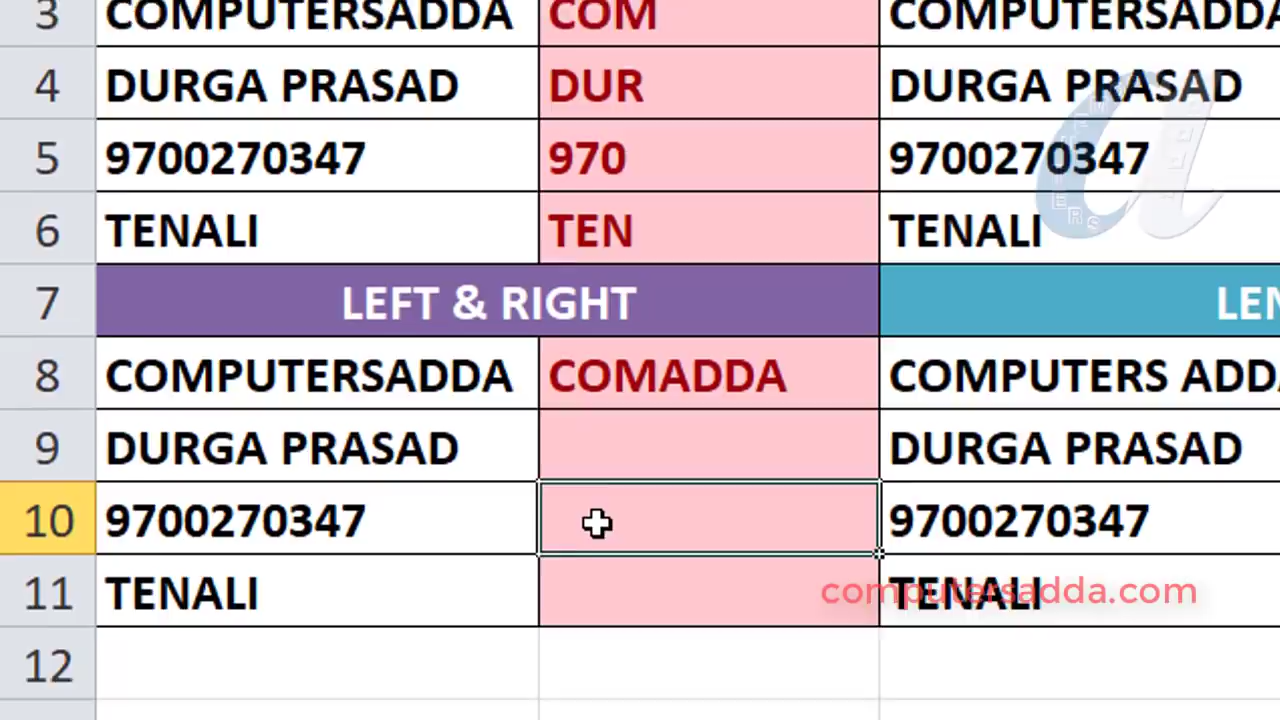 3 COMPUTERSADDA COM COMPUTERSADDA
4 DURGA PRASAD DUR DURGA PRASAD
5 9700270347 970 9700270347
6 TENALI TEN TENALI
7 LEFT & RIGHT LEN
8 COMPUTERSADDA COMADDA COMPUTERS ADDA
9 DURGA PRASAD DURGA PRASAD
10 9700270347 9700270347
11 TENALI TENALI
computersadda.com
12